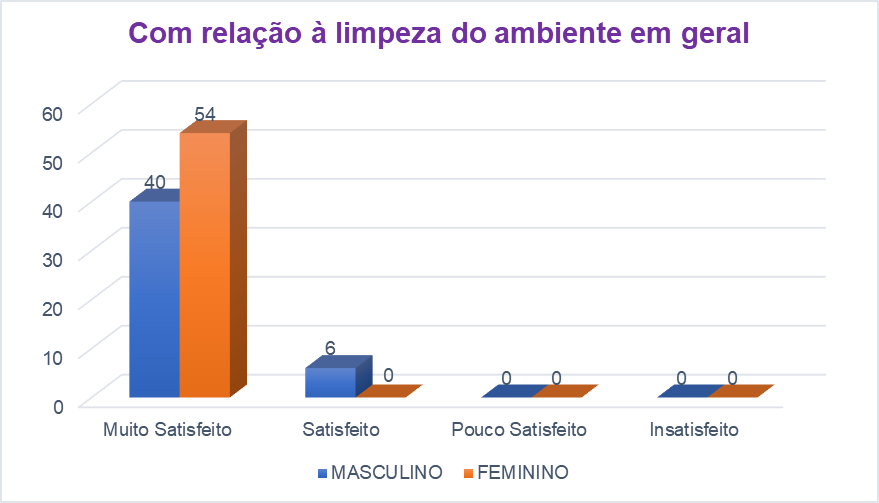 Com relação à limpeza do ambiente em geral
60
50
40
30
20
10
0
40
54
6
0
0
0
0
0
Muito Satisfeito
Satisfeito
Pouco Satisfeito
Insatisfeito
MASCULINO
FEMININO